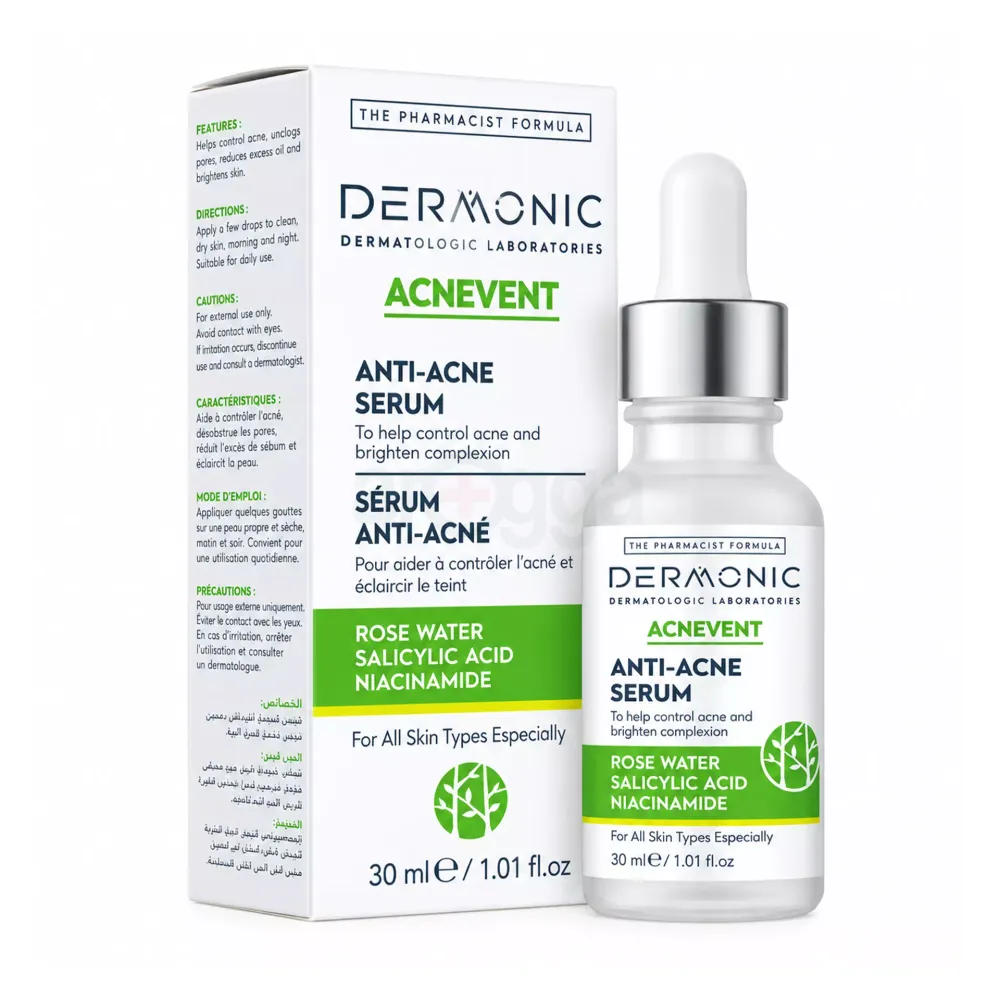 FEATURES :
Helps control acne, unclogs
pores, reduces excess oil and
brightens skin.
DIRECTIONS :
Apply a few drops to clean,
dry skin, morning and night.
Suitable for daily use.
CAUTIONS :
For external use only.
Avoid contact with eyes.
If irritation occurs, discontinue
use and consult a dermatologist.
CARACTÉRISTIQUES :
Aide à contrôler l'acné,
désobstrue les pores,
réduit l'excès de sébum et
éclaircit la peau.
MODE D'EMPLOI :
Appliquer quelques gouttes
sur une peau propre et sèche,
matin et soir. Convient pour
une utilisation quotidienne.
PRÉCAUTIONS :
Pour usage externe uniquement.
Éviter le contact avec les yeux.
En cas d'irritation, arrêter
l'utilisation et consulter
un dermatologue.
الخصائص:
THE PHARMACIST FORMULA
DERMONIC
DERMATOLOGIC LABORATORIES
ACNEVENT
ANTI-ACNE
SERUM
To help control acne and
brighten complexion
SÉRUM
ANTI-ACNÉ
Pour aider à contrôler l'acné et
éclaircir le teint
ROSE WATER
SALICYLIC ACID
NIACINAMIDE
For All Skin Types Especially
30 ml e / 1.01 fl.oz
THE PHARMACIST FORMULA
DERMONIC
DERMATOLOGIC LABORATORIES
ACNEVENT
ANTI-ACNE
SERUM
To help control acne and
brighten complexion
ROSE WATER
SALICYLIC ACID
NIACINAMIDE
For All Skin Types Especially
30 ml e / 1.01 fl.oz